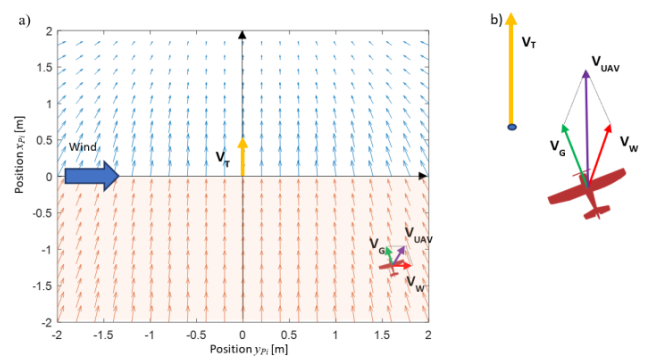 a)
b)
2
1.5
1
0.5
0
-0.5
-1
-1.5
-2
Position x_Pi [m]
Wind
V_T
V_G
V_UAV
V_W
-2 -1.5 -1 -0.5 0 0.5 1 1.5 2
Position y_Pi [m]
V_T
V_UAV
V_G
V_W